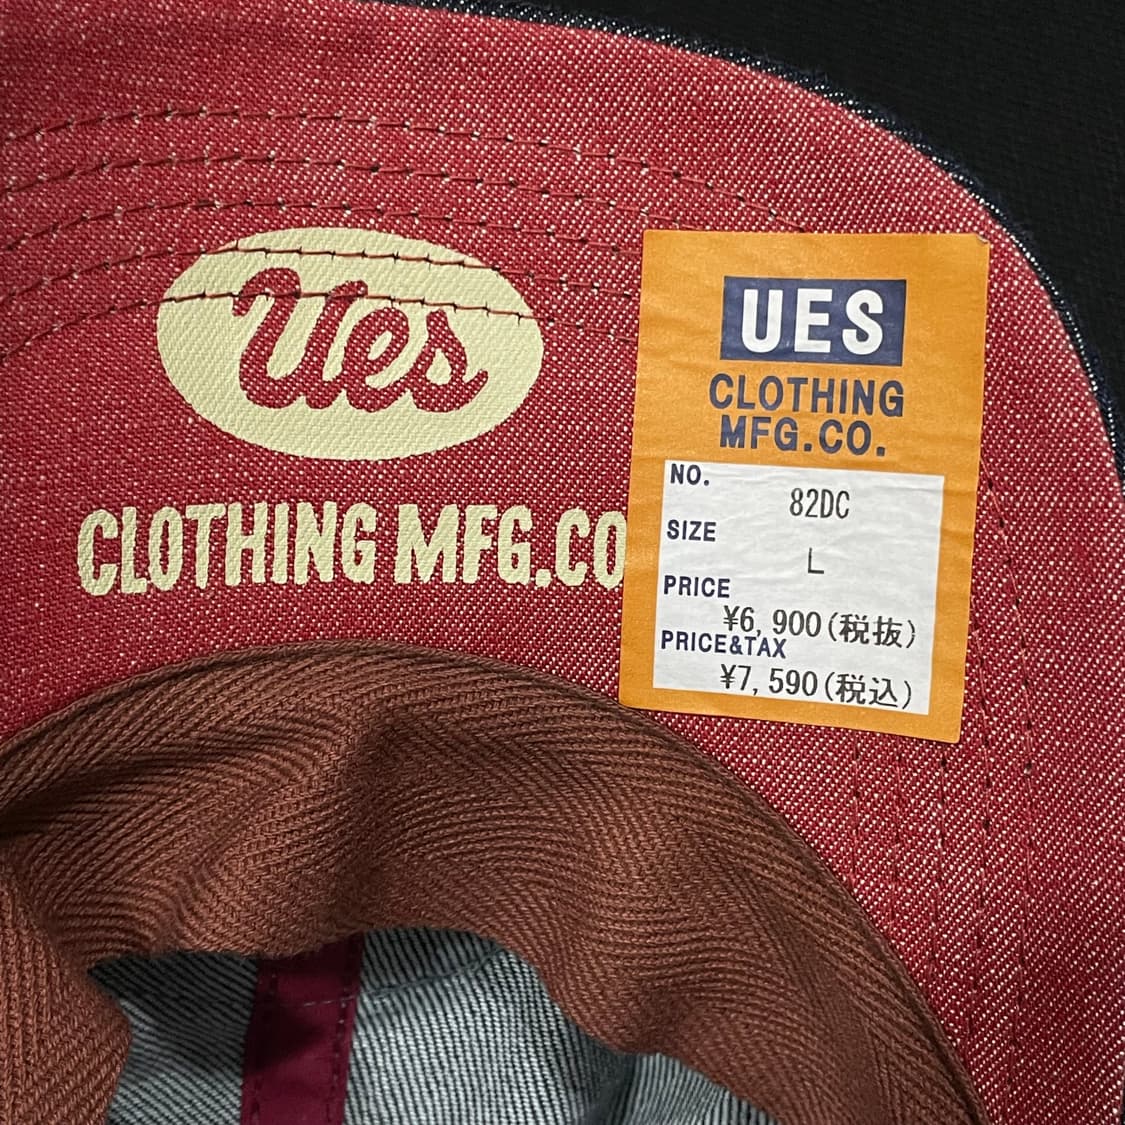 Ues
CLOTHING MFG.CO
UES
CLOTHING
MFG.CO.
NO.
82DC
SIZE
L
PRICE
¥6,900(税抜)
PRICE&TAX
¥7,590(税込)